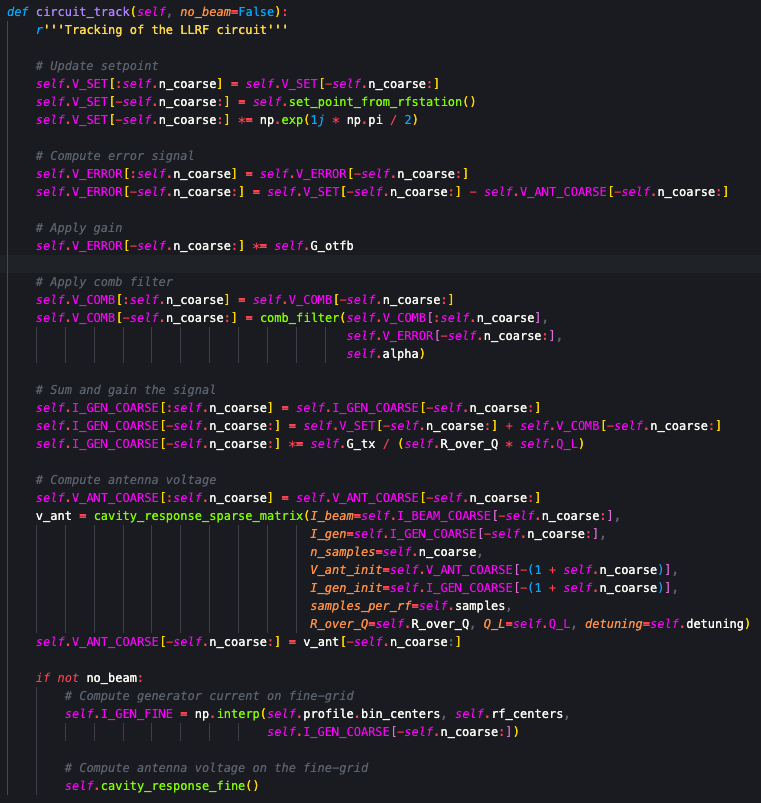 def circuit_track(self, no_beam=False):
    r'''Tracking of the LLRF circuit'''

    # Update setpoint
    self.V_SET[:self.n_coarse] = self.V_SET[-self.n_coarse:]
    self.V_SET[-self.n_coarse:] = self.set_point_from_rfstation()
    self.V_SET[-self.n_coarse:] *= np.exp(1j * np.pi / 2)

    # Compute error signal
    self.V_ERROR[:self.n_coarse] = self.V_ERROR[-self.n_coarse:]
    self.V_ERROR[-self.n_coarse:] = self.V_SET[-self.n_coarse:] - self.V_ANT_COARSE[-self.n_coarse:]

    # Apply gain
    self.V_ERROR[-self.n_coarse:] *= self.G_otfb

    # Apply comb filter
    self.V_COMB[:self.n_coarse] = self.V_COMB[-self.n_coarse:]
    self.V_COMB[-self.n_coarse:] = comb_filter(self.V_COMB[:self.n_coarse],
                                               self.V_ERROR[-self.n_coarse:],
                                               self.alpha)

    # Sum and gain the signal
    self.I_GEN_COARSE[:self.n_coarse] = self.I_GEN_COARSE[-self.n_coarse:]
    self.I_GEN_COARSE[-self.n_coarse:] = self.V_SET[-self.n_coarse:] + self.V_COMB[-self.n_coarse:]
    self.I_GEN_COARSE[-self.n_coarse:] *= self.G_tx / (self.R_over_Q * self.Q_L)

    # Compute antenna voltage
    self.V_ANT_COARSE[:self.n_coarse] = self.V_ANT_COARSE[-self.n_coarse:]
    v_ant = cavity_response_sparse_matrix(I_beam=self.I_BEAM_COARSE[-self.n_coarse:],
                                          I_gen=self.I_GEN_COARSE[-self.n_coarse:],
                                          n_samples=self.n_coarse,
                                          V_ant_init=self.V_ANT_COARSE[-(1 + self.n_coarse)],
                                          I_gen_init=self.I_GEN_COARSE[-(1 + self.n_coarse)],
                                          samples_per_rf=self.samples,
                                          R_over_Q=self.R_over_Q, Q_L=self.Q_L, detuning=self.detuning)
    self.V_ANT_COARSE[-self.n_coarse:] = v_ant[-self.n_coarse:]

    if not no_beam:
        # Compute generator current on fine-grid
        self.I_GEN_FINE = np.interp(self.profile.bin_centers, self.rf_centers,
                                    self.I_GEN_COARSE[-self.n_coarse:])

        # Compute antenna voltage on the fine-grid
        self.cavity_response_fine()